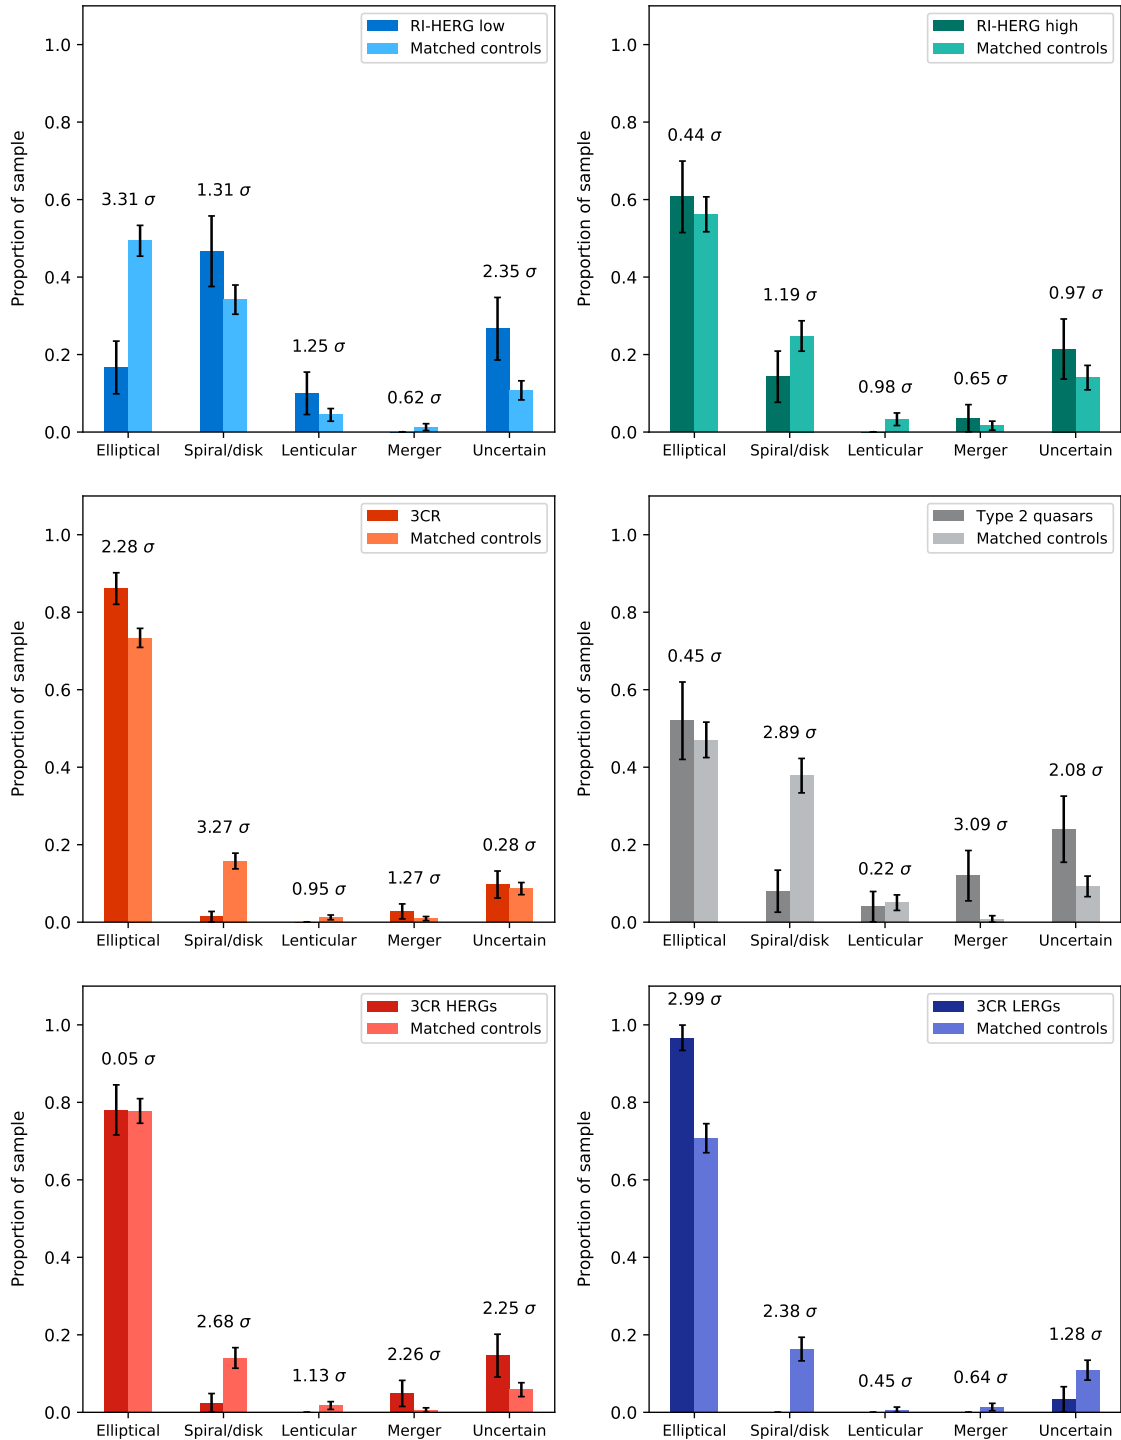 RI-HERG low
Matched controls
1.0
0.8
0.6
0.4
0.2
0.0
Proportion of sample
3.31 σ
1.31 σ
1.25 σ
0.62 σ
2.35 σ
Elliptical
Spiral/disk
Lenticular
Merger
Uncertain
RI-HERG high
Matched controls
1.0
0.8
0.6
0.4
0.2
0.0
Proportion of sample
0.44 σ
1.19 σ
0.98 σ
0.65 σ
0.97 σ
Elliptical
Spiral/disk
Lenticular
Merger
Uncertain
3CR
Matched controls
1.0
0.8
0.6
0.4
0.2
0.0
Proportion of sample
2.28 σ
3.27 σ
0.95 σ
1.27 σ
0.28 σ
Elliptical
Spiral/disk
Lenticular
Merger
Uncertain
Type 2 quasars
Matched controls
1.0
0.8
0.6
0.4
0.2
0.0
Proportion of sample
0.45 σ
2.89 σ
0.22 σ
3.09 σ
2.08 σ
Elliptical
Spiral/disk
Lenticular
Merger
Uncertain
3CR HERGs
Matched controls
1.0
0.8
0.6
0.4
0.2
0.0
Proportion of sample
0.05 σ
2.68 σ
1.13 σ
2.26 σ
2.25 σ
Elliptical
Spiral/disk
Lenticular
Merger
Uncertain
3CR LERGs
Matched controls
1.0
0.8
0.6
0.4
0.2
0.0
Proportion of sample
2.99 σ
2.38 σ
0.45 σ
0.64 σ
1.28 σ
Elliptical
Spiral/disk
Lenticular
Merger
Uncertain